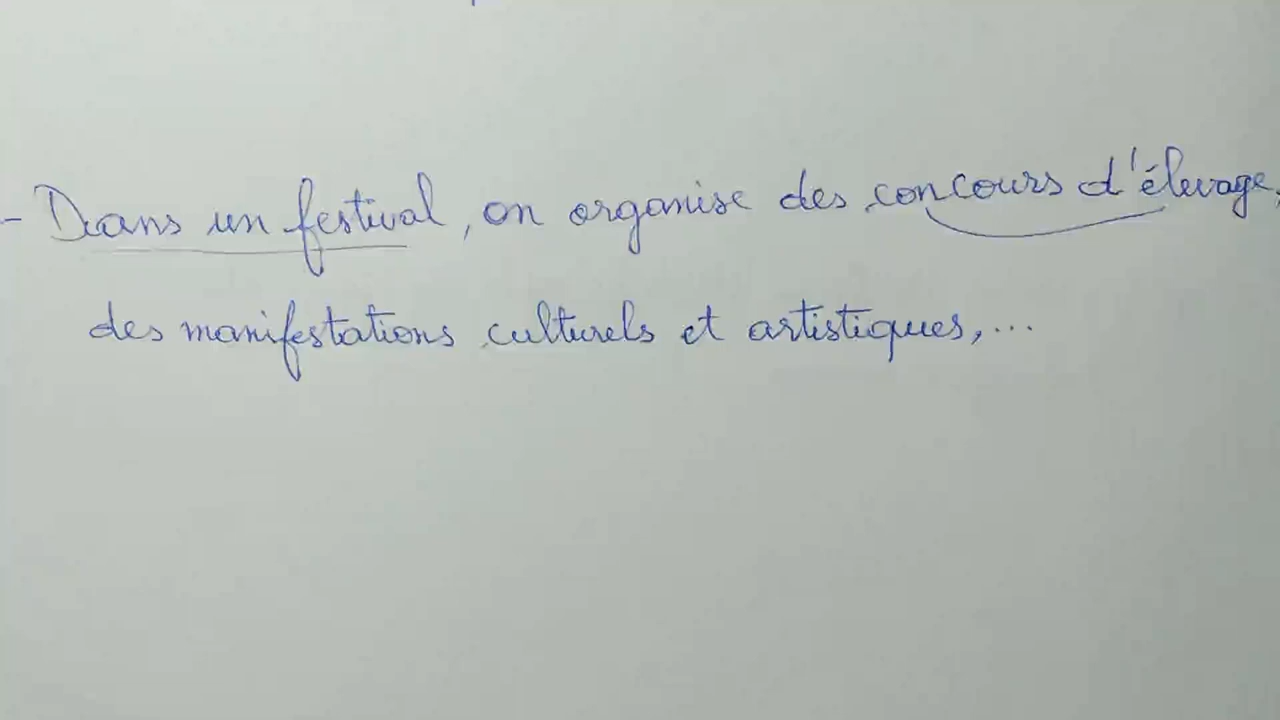 - Dans un festival, on organise des concours d'élevage,
des manifestations culturels et artistiques,...